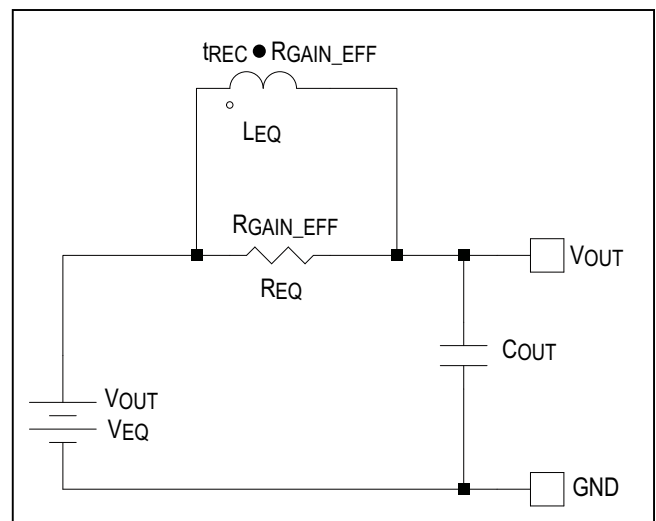 tREC • RGAIN_EFF
LEQ
RGAIN_EFF
REQ
VOUT
COUT
VOUT
VEQ
GND